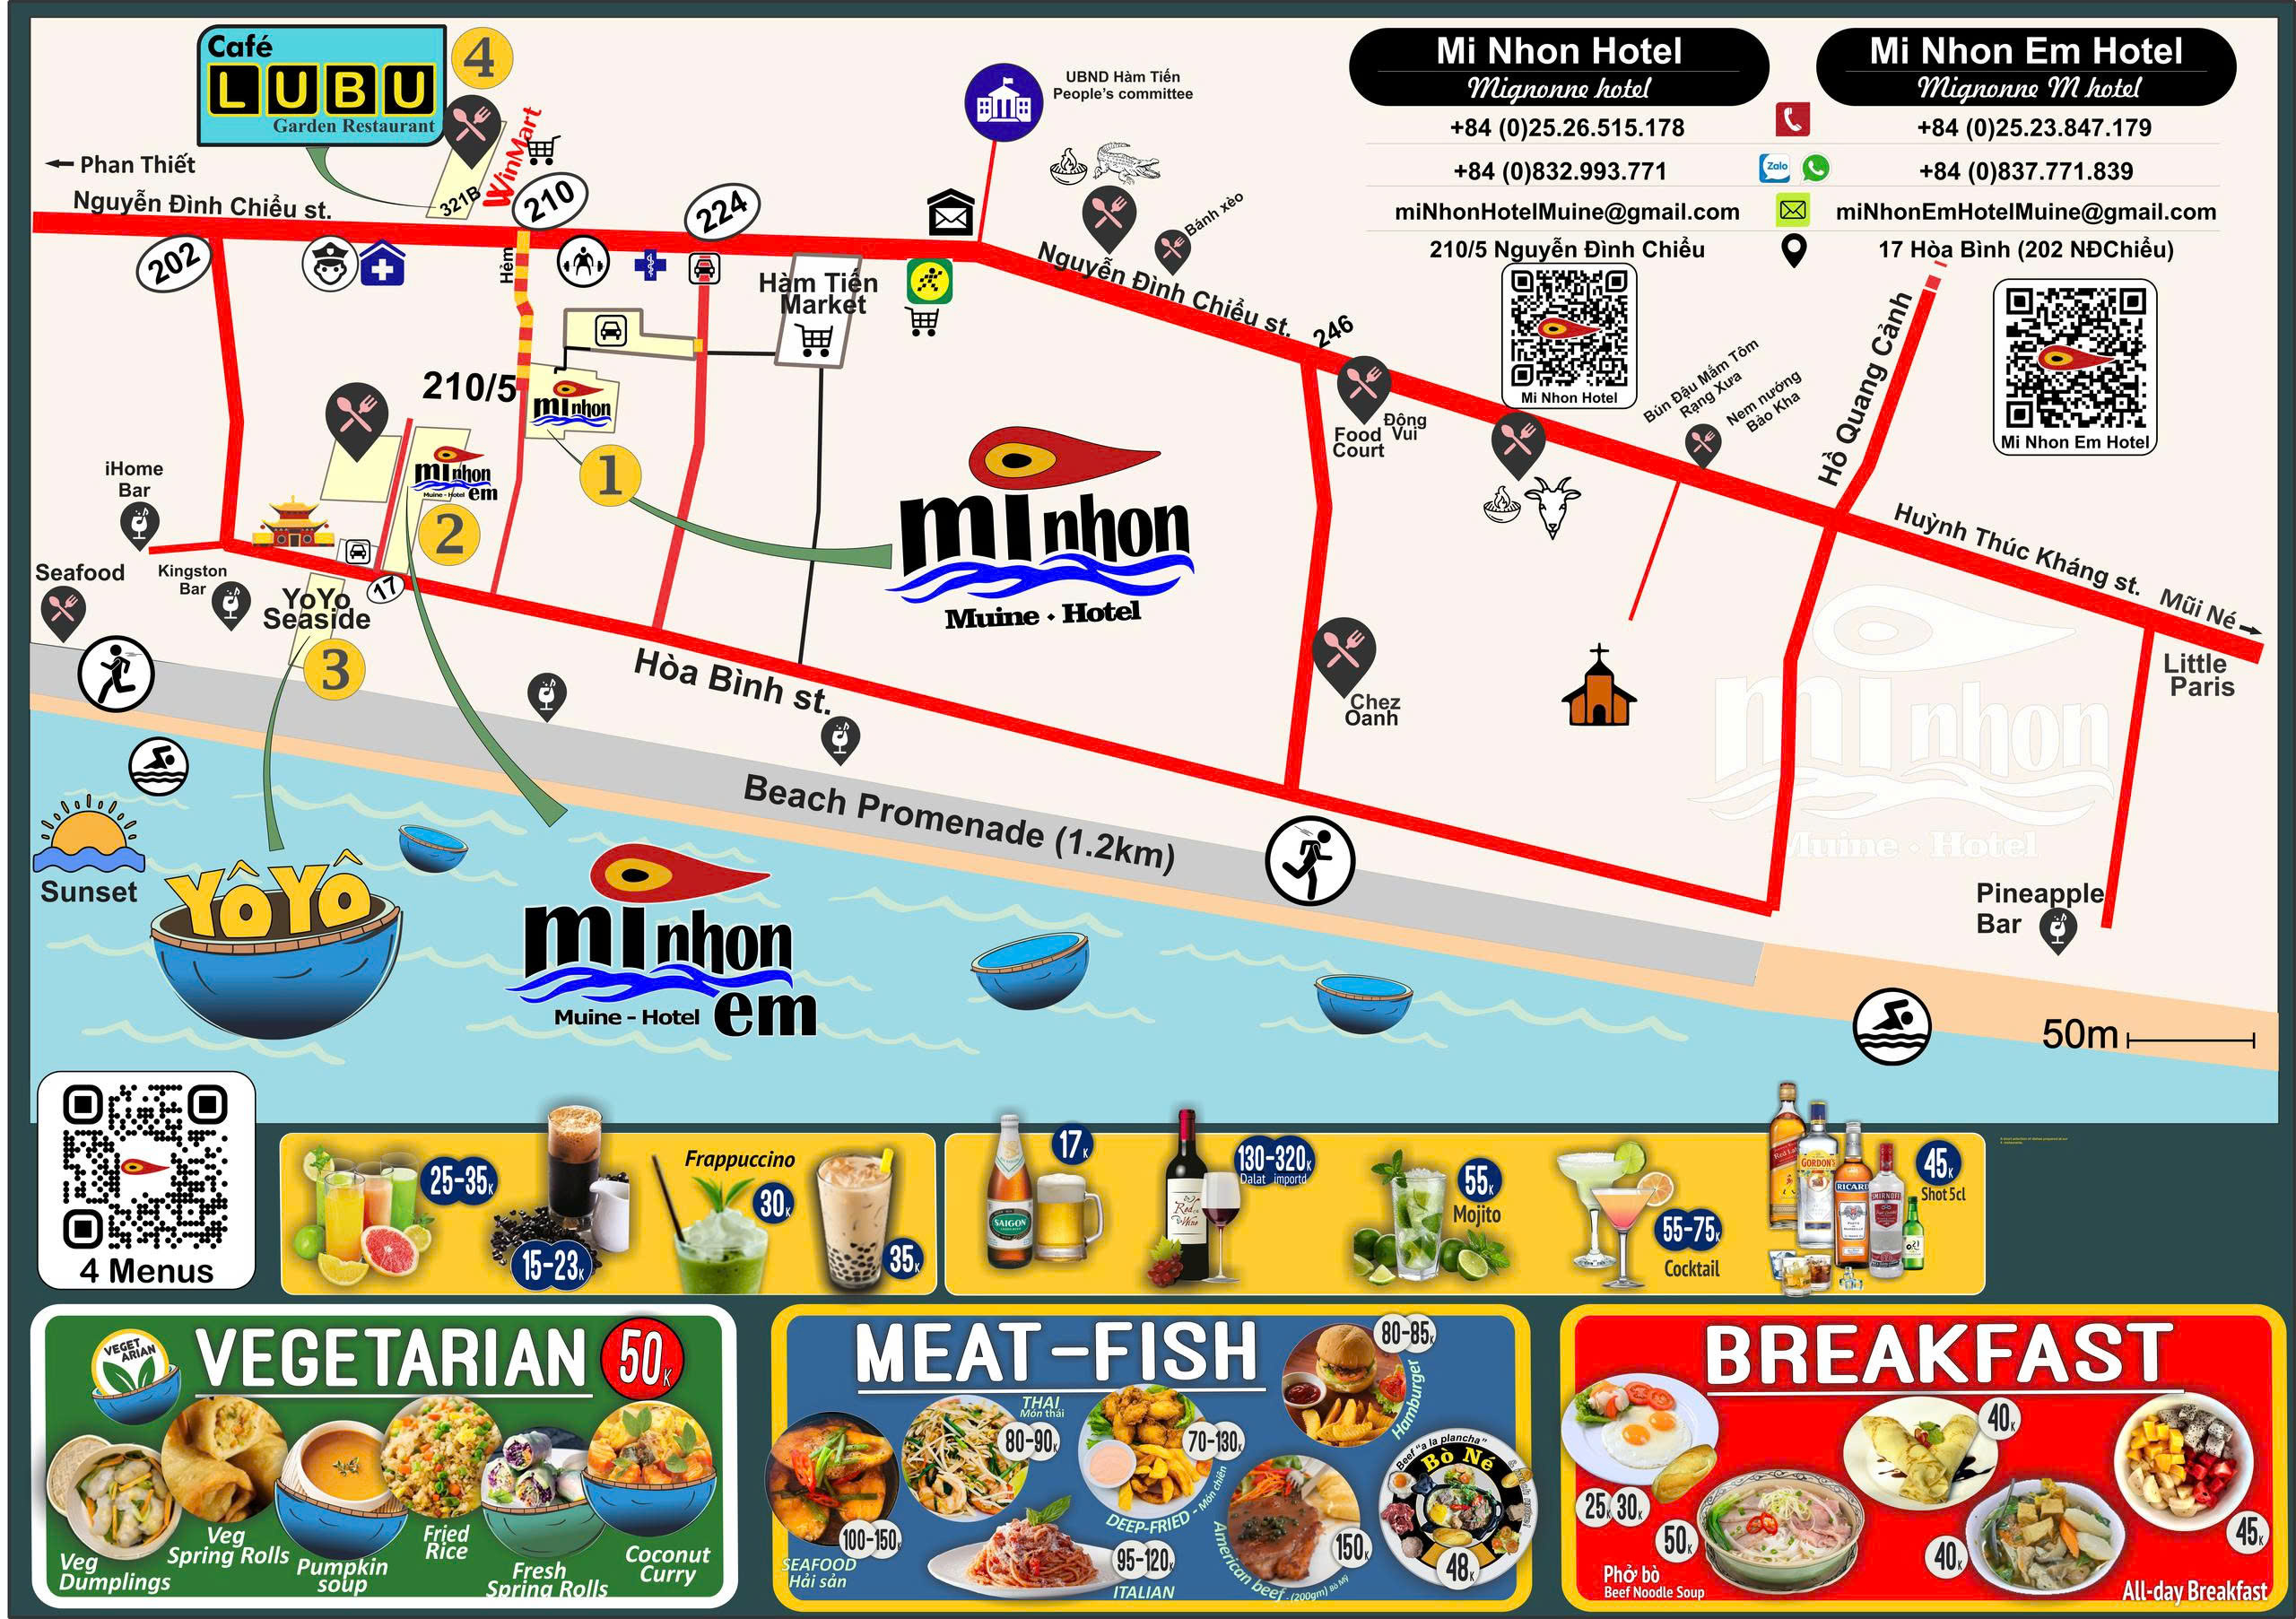 Café
LUBU
Garden Restaurant
4
← Phan Thiết
Nguyễn Đình Chiểu st.
321B
WinMart
202
210
224
Hẻm
UBND Hàm Tiến
People's committee
Bánh xèo
Hàm Tiến
Market
Nguyễn Đình Chiểu st.
246
Mi Nhon Hotel
Mignonne hotel
+84 (0)25.26.515.178
+84 (0)832.993.771
miNhonHotelMuine@gmail.com
210/5 Nguyễn Đình Chiểu
Mi Nhon Hotel
Zalo
Mi Nhon Em Hotel
Mignonne M hotel
+84 (0)25.23.847.179
+84 (0)837.771.839
miNhonEmHotelMuine@gmail.com
17 Hòa Bình (202 NĐChiểu)
Mi Nhon Em Hotel
210/5
minhon
1
minhon
Muine - Hotel em
2
iHome
Bar
Seafood
Kingston
Bar
YoYo
Seaside
17
3
minhon
Muine • Hotel
Food
Court
Đông
Vui
Bún Đậu Mắm Tôm
Rạng Xưa
Nem nướng
Bảo Kha
Hồ Quang Cảnh
Huỳnh Thúc Kháng st.
Mũi Né →
Little
Paris
Chez
Oanh
Hòa Bình st.
Beach Promenade (1.2km)
minhon
Muine • Hotel
Pineapple
Bar
50m
Sunset
YôYô
minhon
Muine - Hotel em
4 Menus
25-35K
15-23K
Frappuccino
30K
35K
SAIGON
17K
Red Wine
130-320K
Dalat importd
55K
Mojito
55-75K
Cocktail
Red Label
GORDON'S
RICARD
SMIRNOFF
45K
Shot 5cl
VEGETARIAN
VEGETARIAN
50K
Veg
Dumplings
Veg
Spring Rolls
Pumpkin
soup
Fried
Rice
Fresh
Spring Rolls
Coconut
Curry
MEAT-FISH
100-150K
SEAFOOD
Hải sản
THAI
Món thái
80-90K
95-120K
ITALIAN
70-130K
DEEP-FRIED - Món chiên
80-85K
Hamburger
150K
American beef (200gm) Bò Mỹ
Beef "a la plancha"
Bò Né
48K
BREAKFAST
25K 30K
50K
Phở bò
Beef Noodle Soup
40K
40K
45K
All-day Breakfast